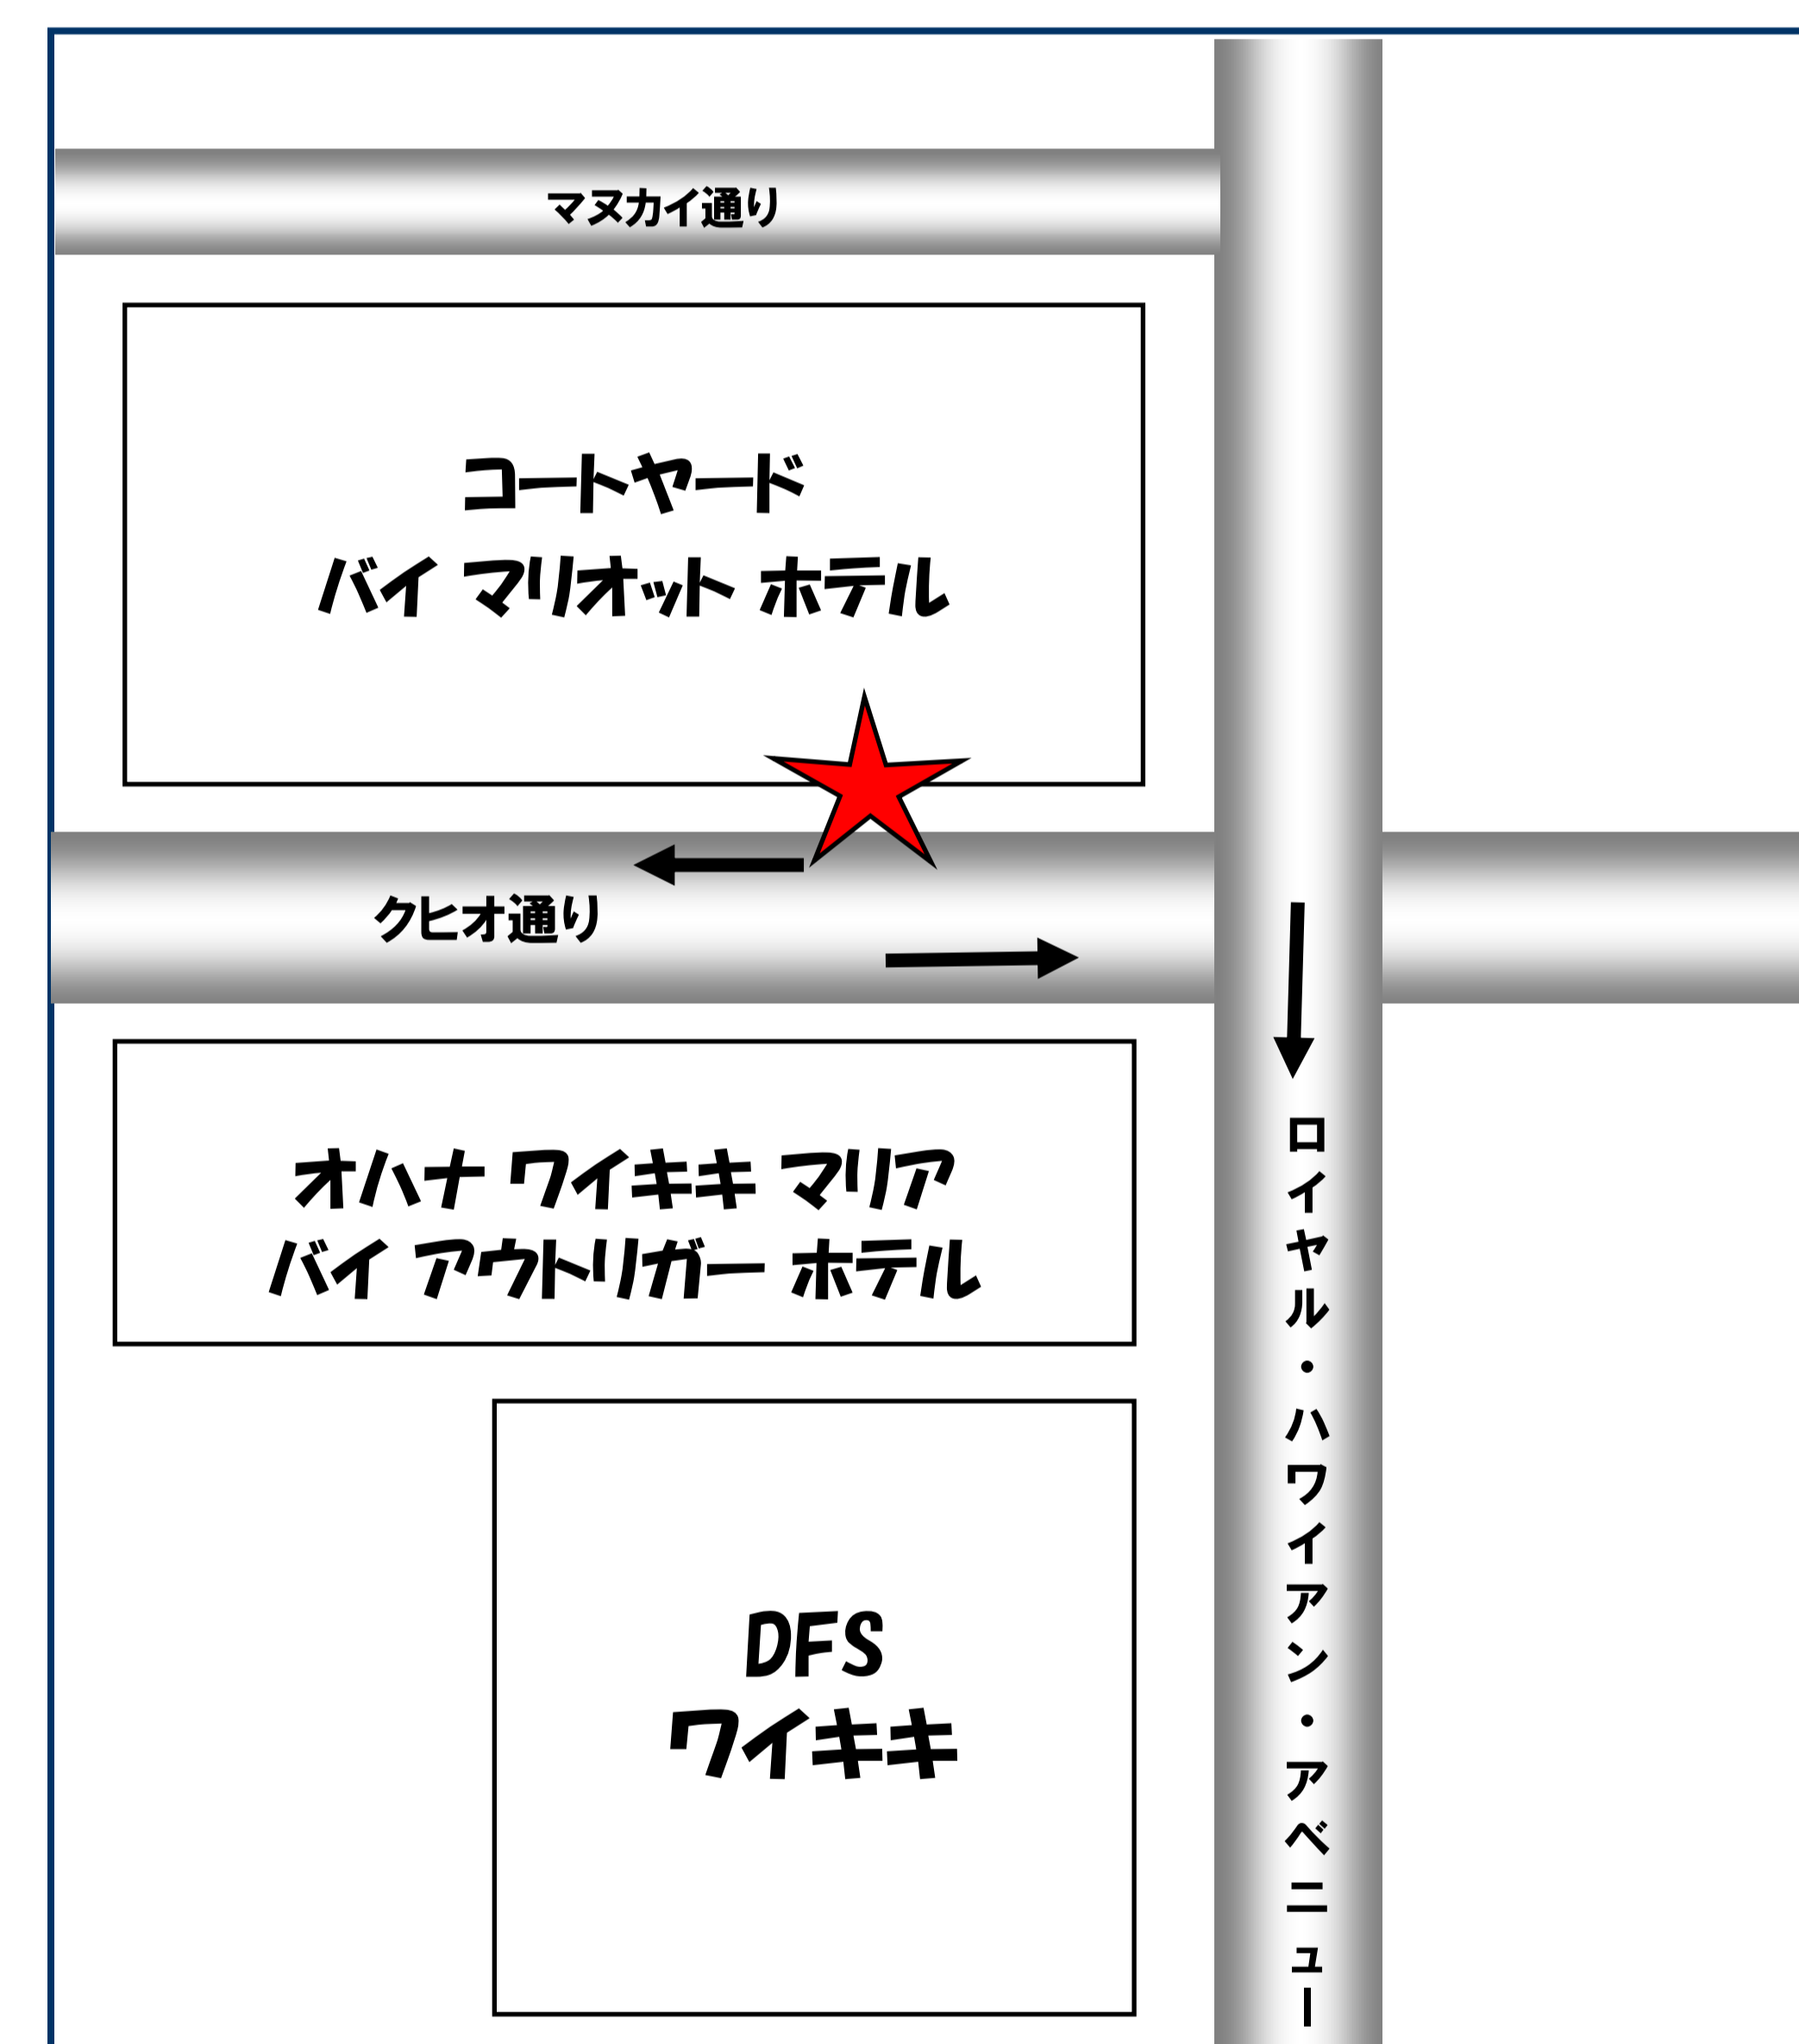 マヌカイ通り
コートヤード
バイ マリオット ホテル
クヒオ通り
オハナ ワイキキ マリア
バイ アウトリガー ホテル
DFS
ワイキキ
ロイヤル・ハワイアン・アベニュー